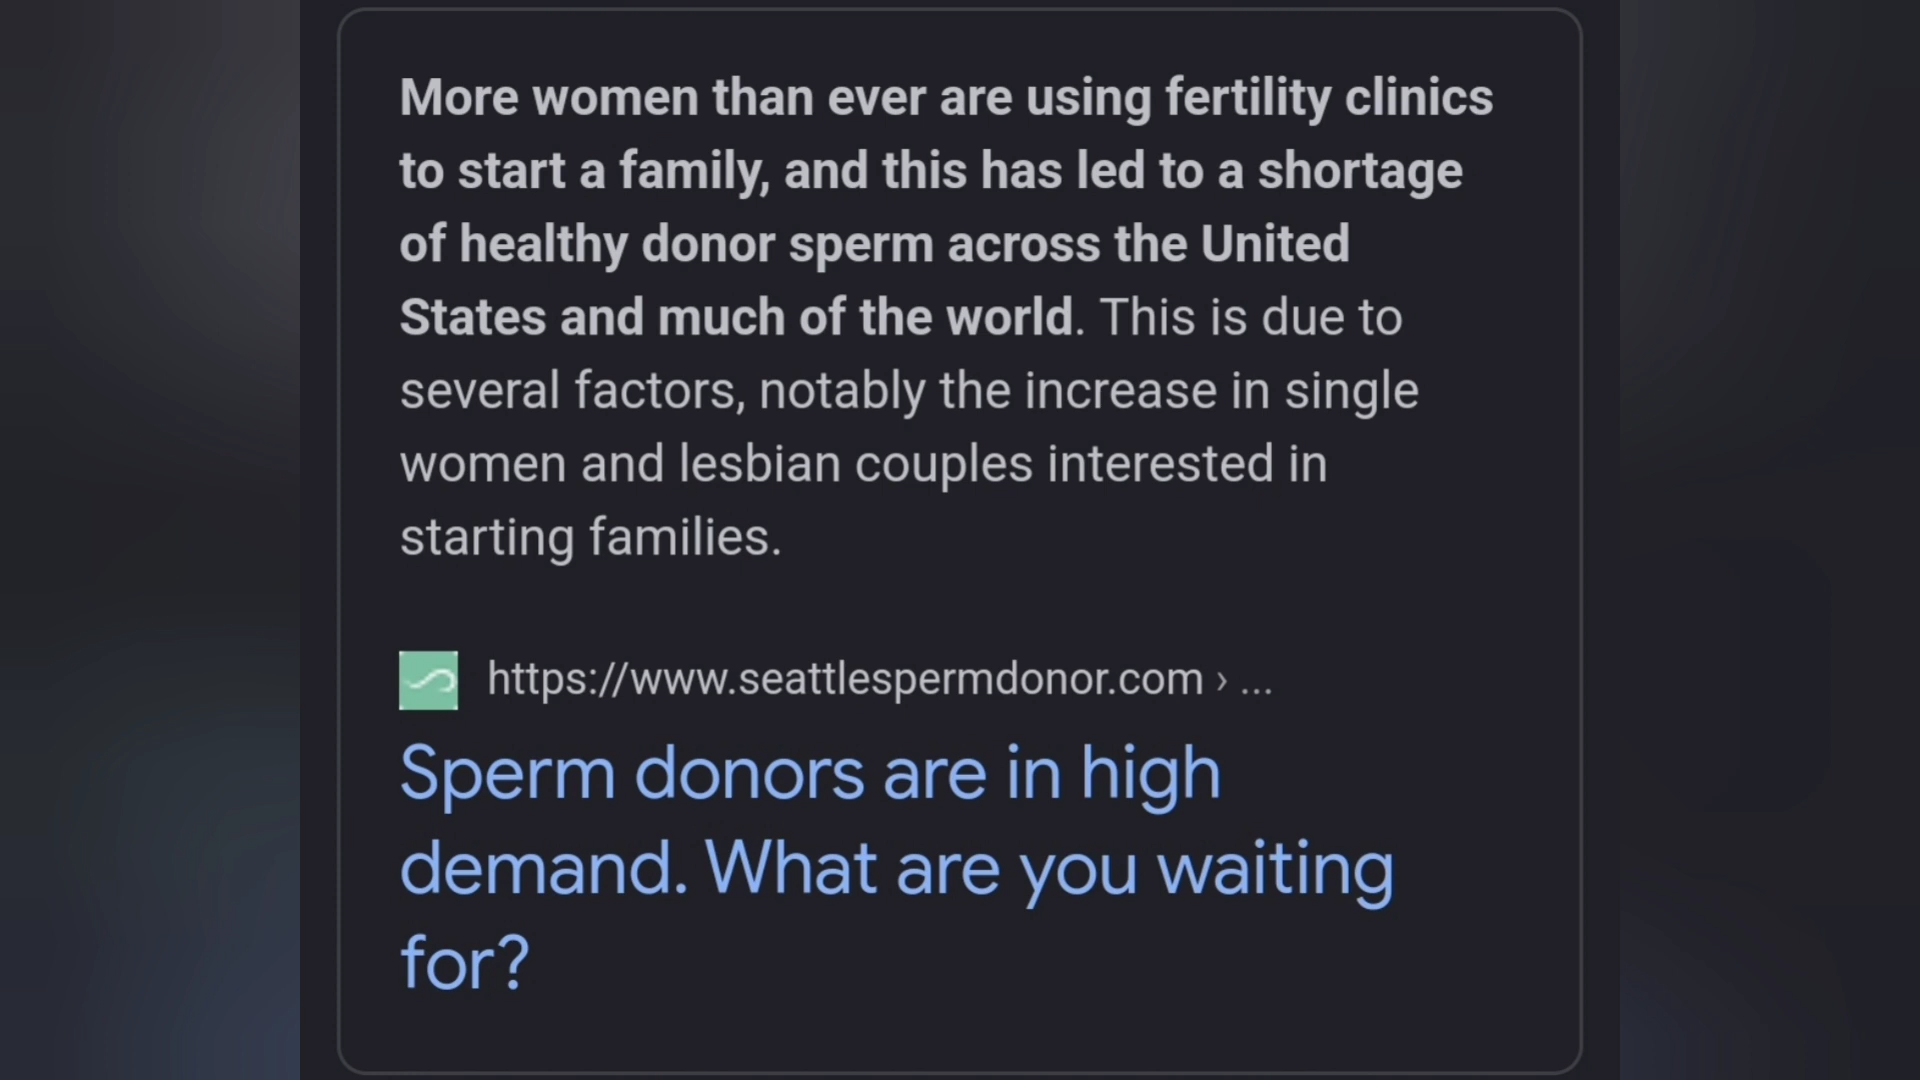 More women than ever are using fertility clinics
to start a family, and this has led to a shortage
of healthy donor sperm across the United
States and much of the world. This is due to
several factors, notably the increase in single
women and lesbian couples interested in
starting families.
https://www.seattlespermdonor.com › ...
Sperm donors are in high
demand. What are you waiting
for?